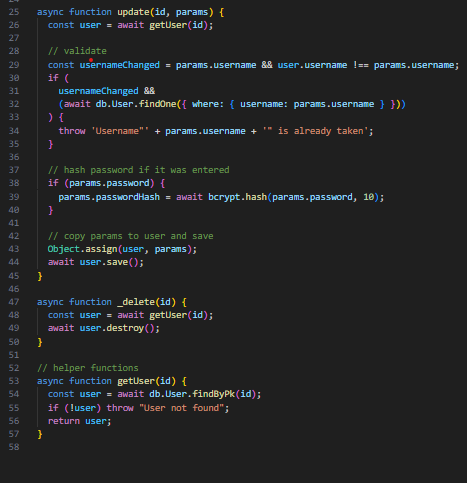 25 async function update(id, params) {
26 const user = await getUser(id);
27
28 // validate
29 const usernameChanged = params.username && user.username !== params.username;
30 if (
31 usernameChanged &&
32 (await db.User.findOne({ where: { username: params.username } }))
33 ) {
34 throw 'Username"' + params.username + '" is already taken';
35 }
36
37 // hash password if it was entered
38 if (params.password) {
39 params.passwordHash = await bcrypt.hash(params.password, 10);
40 }
41
42 // copy params to user and save
43 Object.assign(user, params);
44 await user.save();
45 }
46
47 async function _delete(id) {
48 const user = await getUser(id);
49 await user.destroy();
50 }
51
52 // helper functions
53 async function getUser(id) {
54 const user = await db.User.findByPk(id);
55 if (!user) throw "User not found";
56 return user;
57 }
58